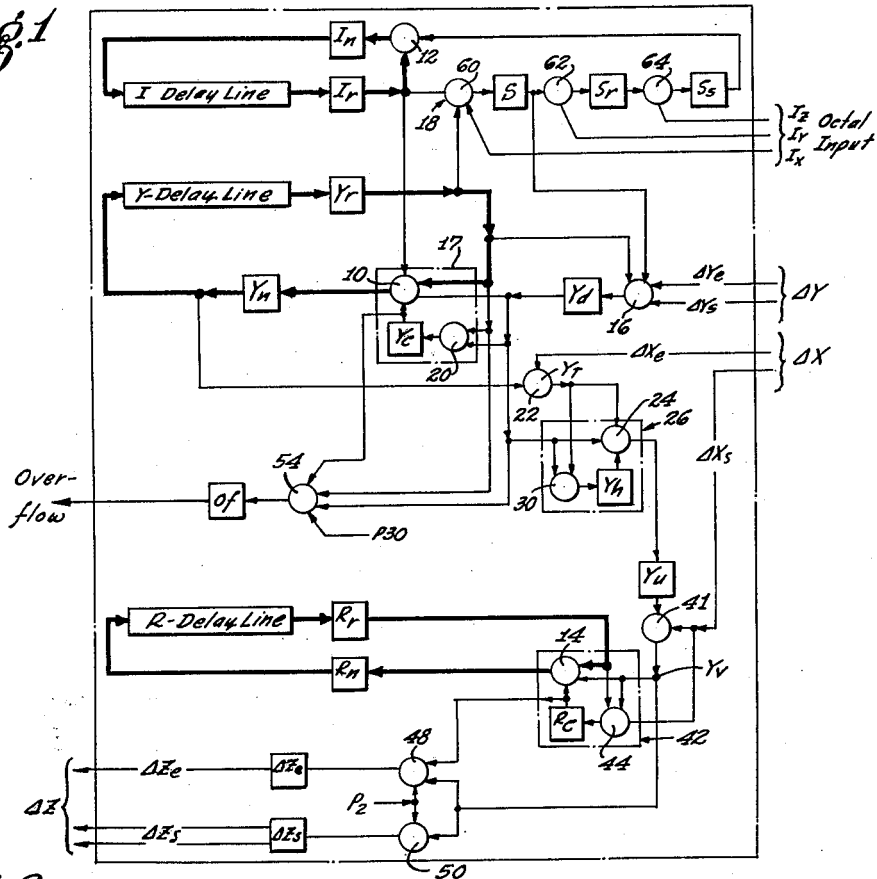 Fig. 1
In
12
I Delay Line
Ir
60
18
S
62
Sr
64
Ss
Iz
IY
Ix
Octal
Input
Y-Delay Line
Yr
17
10
Yn
Yc
20
Yd
16
ΔYe
ΔYs
ΔY
ΔXe
ΔX
YT
22
24
26
ΔXs
30
Yh
Over-
flow
Of
54
P30
Yu
41
R-Delay Line
Rr
Rn
14
Yv
Rc
44
42
48
ΔZe
ΔZe
ΔZ
P2
ΔZs
ΔZs
50